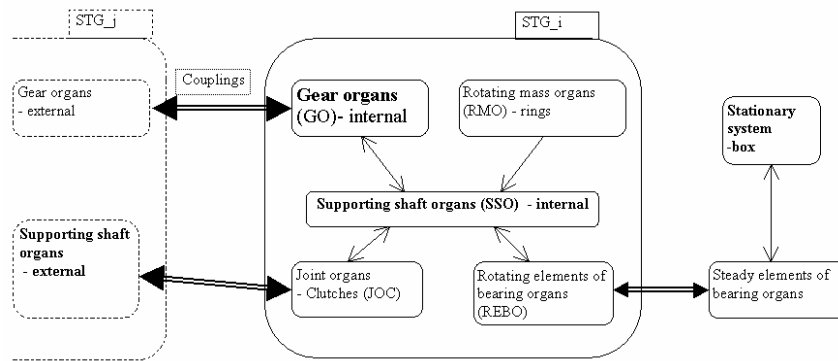 STG_j
STG_i
Couplings
Gear organs
- external
Gear organs
(GO)- internal
Rotating mass organs
(RMO) - rings
Stationary
system
-box
Supporting shaft organs (SSO) - internal
Supporting shaft
organs
- external
Joint organs
- Clutches (JOC)
Rotating elements of
bearing organs
(REBO)
Steady elements of
bearing organs